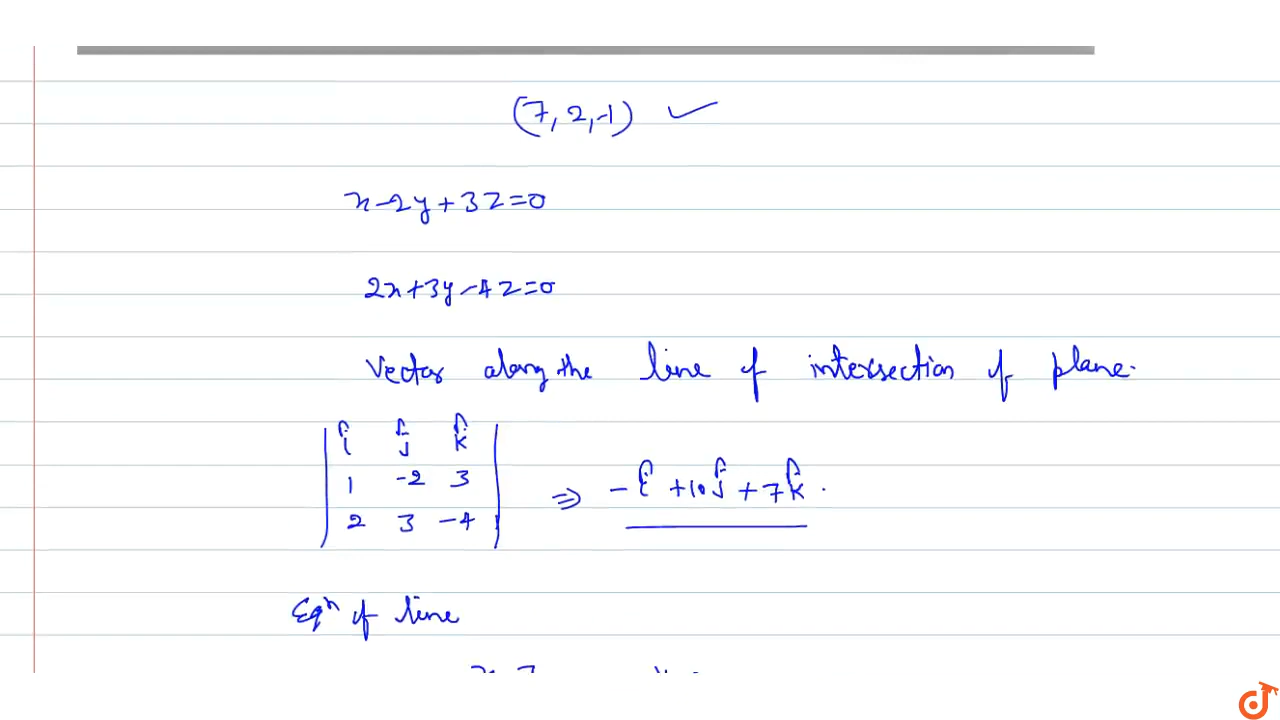 (7, 2, -1) ✓
x-2y+3z=0
2x+3y-4z=0
Vector along the line of intersection of plane.
| î ĵ k̂ |
| 1 -2 3 |
| 2 3 -4 | ⇒ -î +10ĵ +7k̂ .
Eqⁿ of line